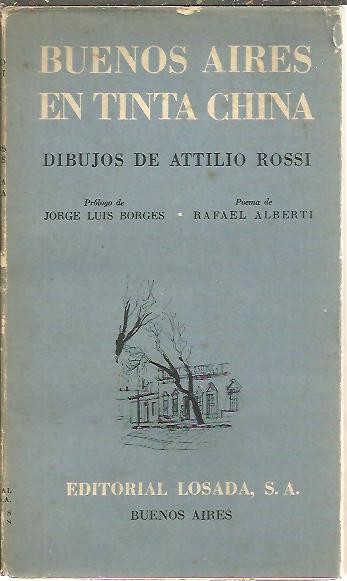 BUENOS AIRES
EN TINTA CHINA
DIBUJOS DE ATTILIO ROSSI
Prólogo de
JORGE LUIS BORGES
•
Poema de
RAFAEL ALBERTI
EDITORIAL LOSADA, S. A.
BUENOS AIRES